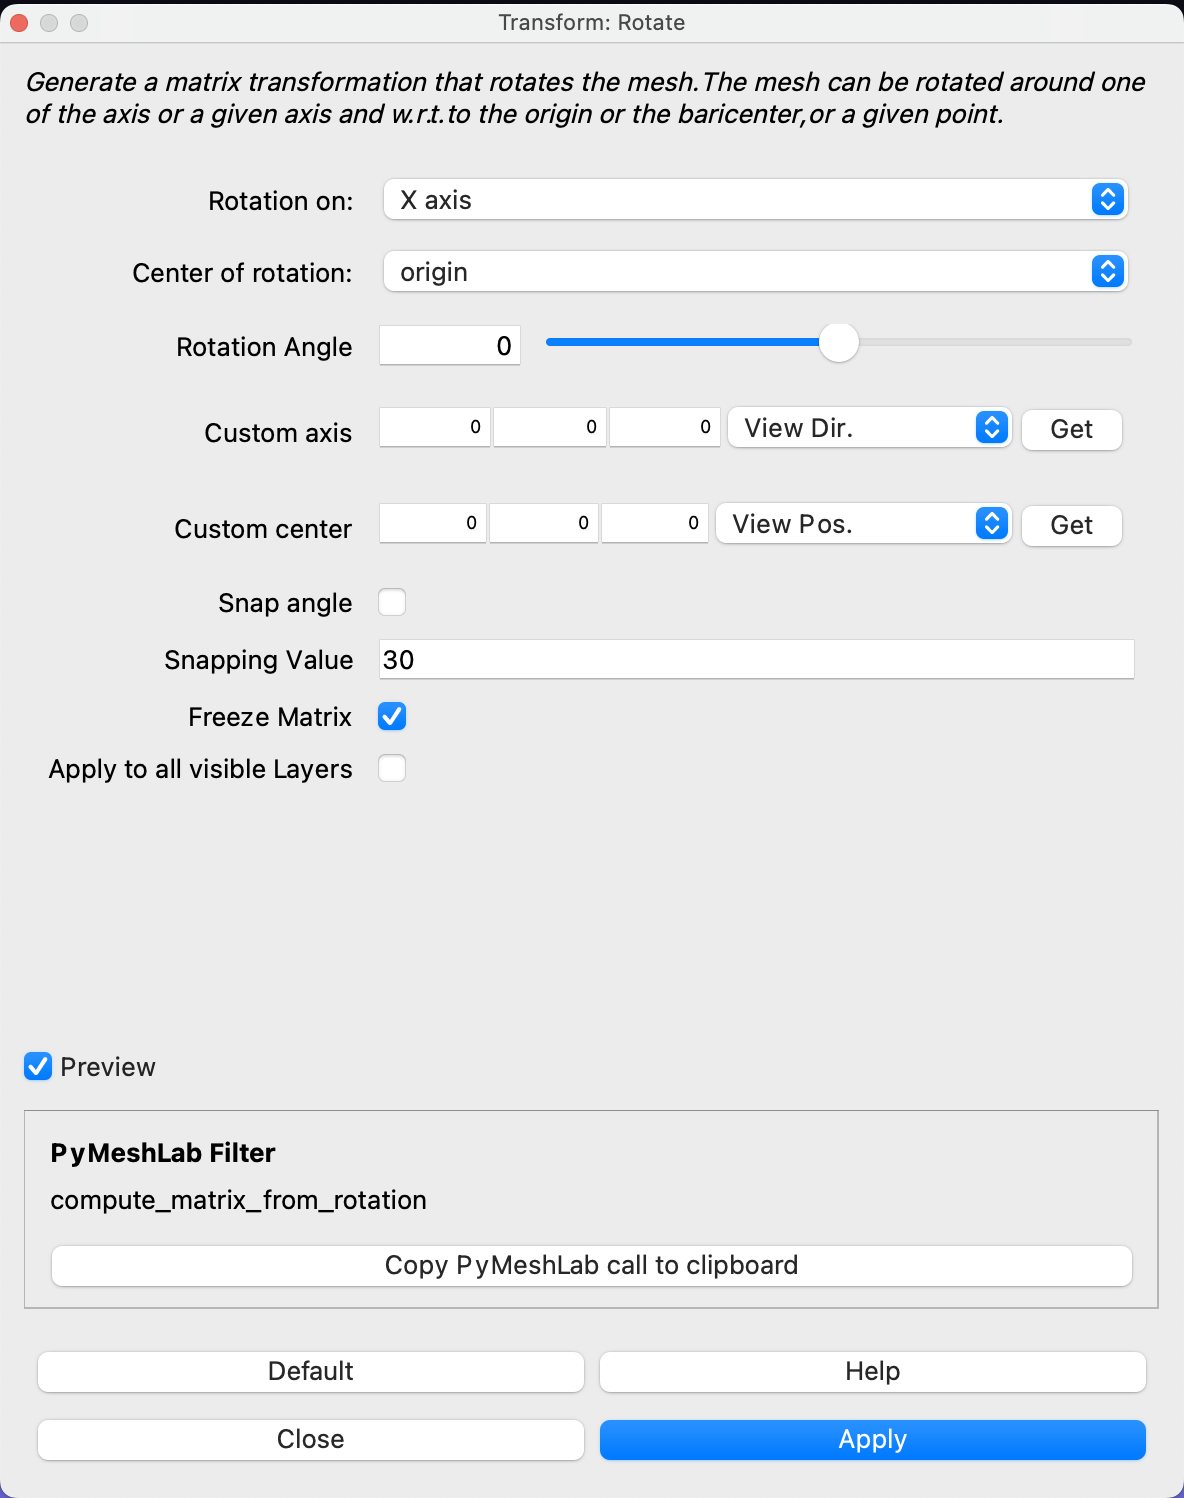 Transform: Rotate
Generate a matrix transformation that rotates the mesh.The mesh can be rotated around one
of the axis or a given axis and w.r.t.to the origin or the baricenter,or a given point.
Rotation on: X axis
Center of rotation: origin
Rotation Angle 0
Custom axis 0 0 0 View Dir. Get
Custom center 0 0 0 View Pos. Get
Snap angle
Snapping Value 30
Freeze Matrix
Apply to all visible Layers
Preview
PyMeshLab Filter
compute_matrix_from_rotation
Copy PyMeshLab call to clipboard
Default Help
Close Apply